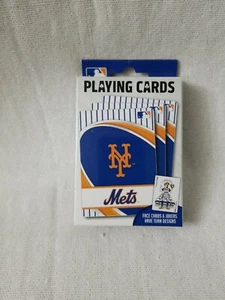 PLAYING CARDS
NY
Mets
FACE CARDS & JOKERS
HAVE TEAM DESIGNS